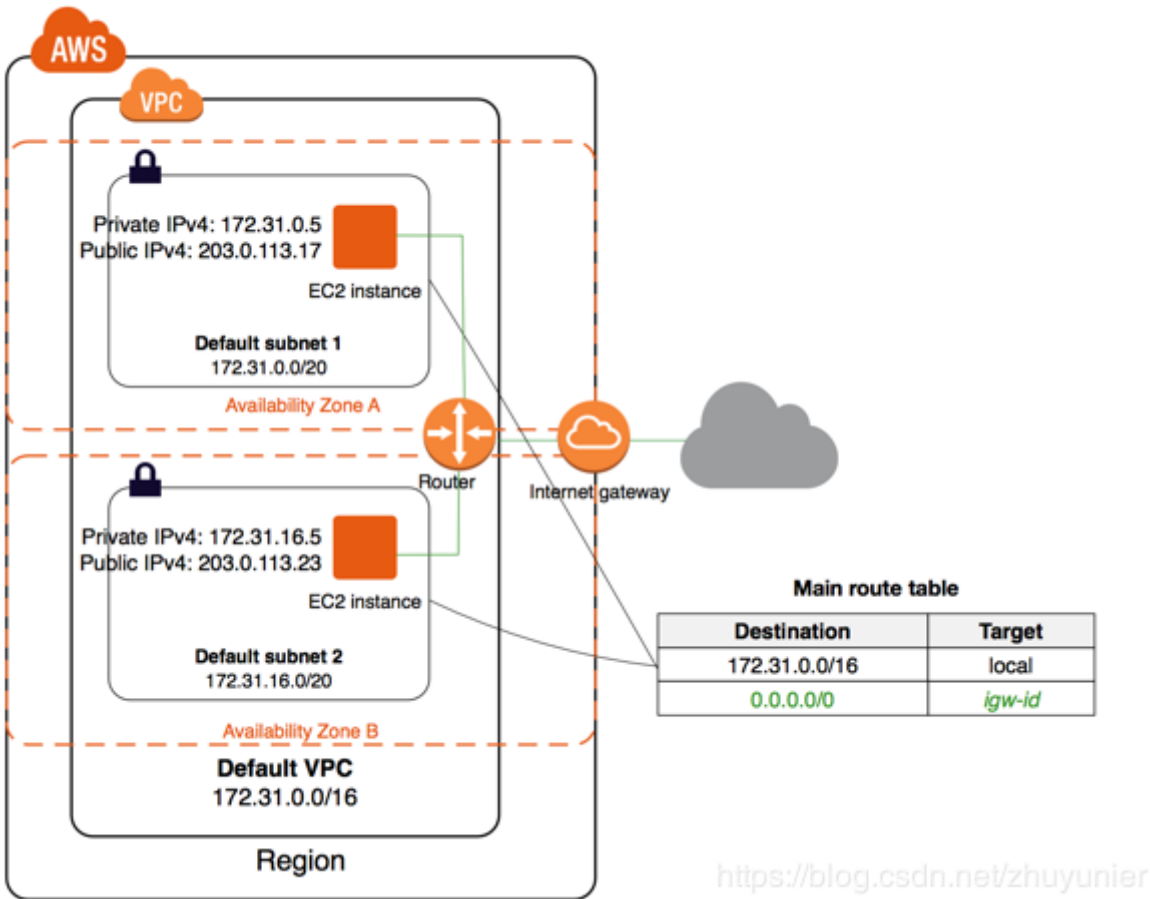 AWS
VPC
Private IPv4: 172.31.0.5
Public IPv4: 203.0.113.17
EC2 instance
Default subnet 1
172.31.0.0/20
Availability Zone A
Router
Internet gateway
Private IPv4: 172.31.16.5
Public IPv4: 203.0.113.23
EC2 instance
Default subnet 2
172.31.16.0/20
Availability Zone B
Default VPC
172.31.0.0/16
Region
Main route table
Destination Target
172.31.0.0/16 local
0.0.0.0/0 igw-id
https://blog.csdn.net/zhuyunier